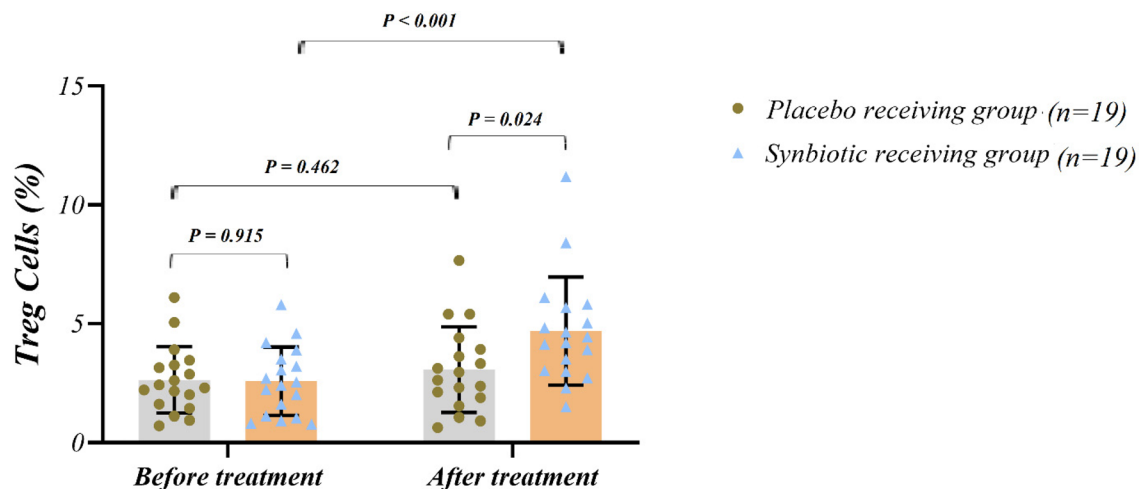 P < 0.001
15
P = 0.024
Placebo receiving group (n=19)
Synbiotic receiving group (n=19)
10
P = 0.462
P = 0.915
Treg Cells (%)
5
0
Before treatment
After treatment